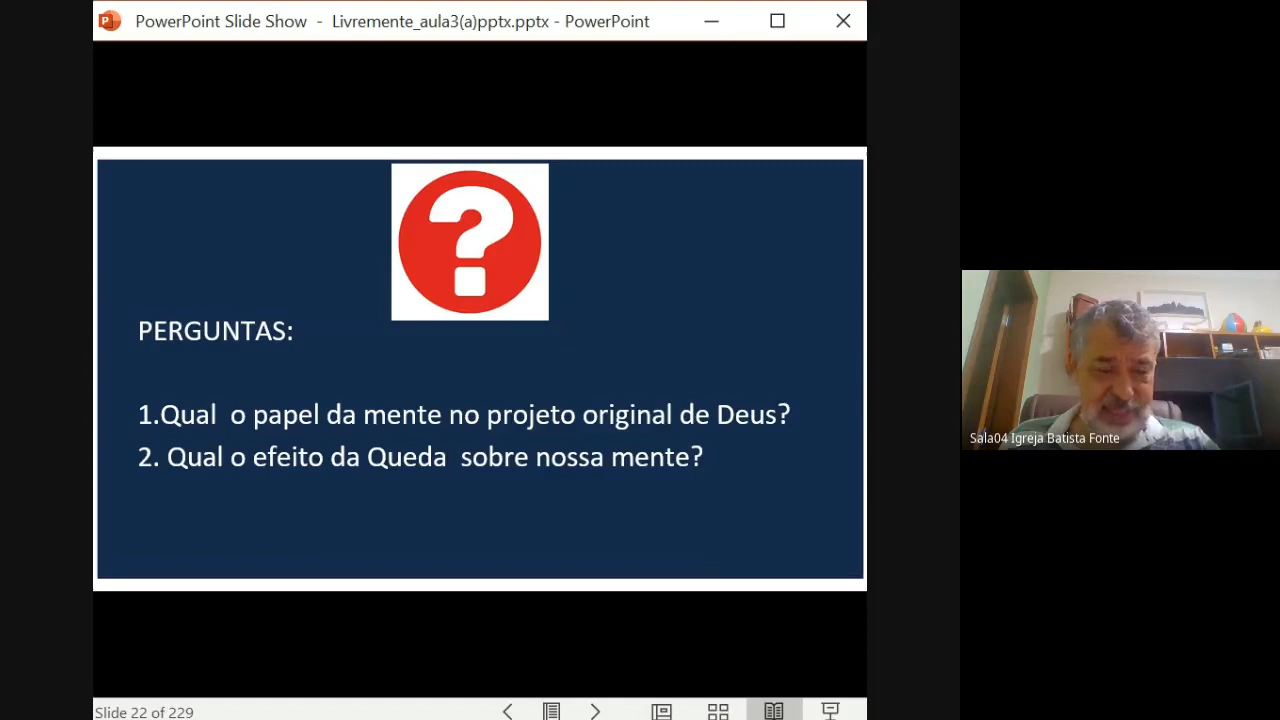 PowerPoint Slide Show - Livremente_aula3(a)pptx.pptx - PowerPoint
PERGUNTAS:
1.Qual o papel da mente no projeto original de Deus?
2. Qual o efeito da Queda sobre nossa mente?
Sala04 Igreja Batista Fonte
Slide 22 of 229